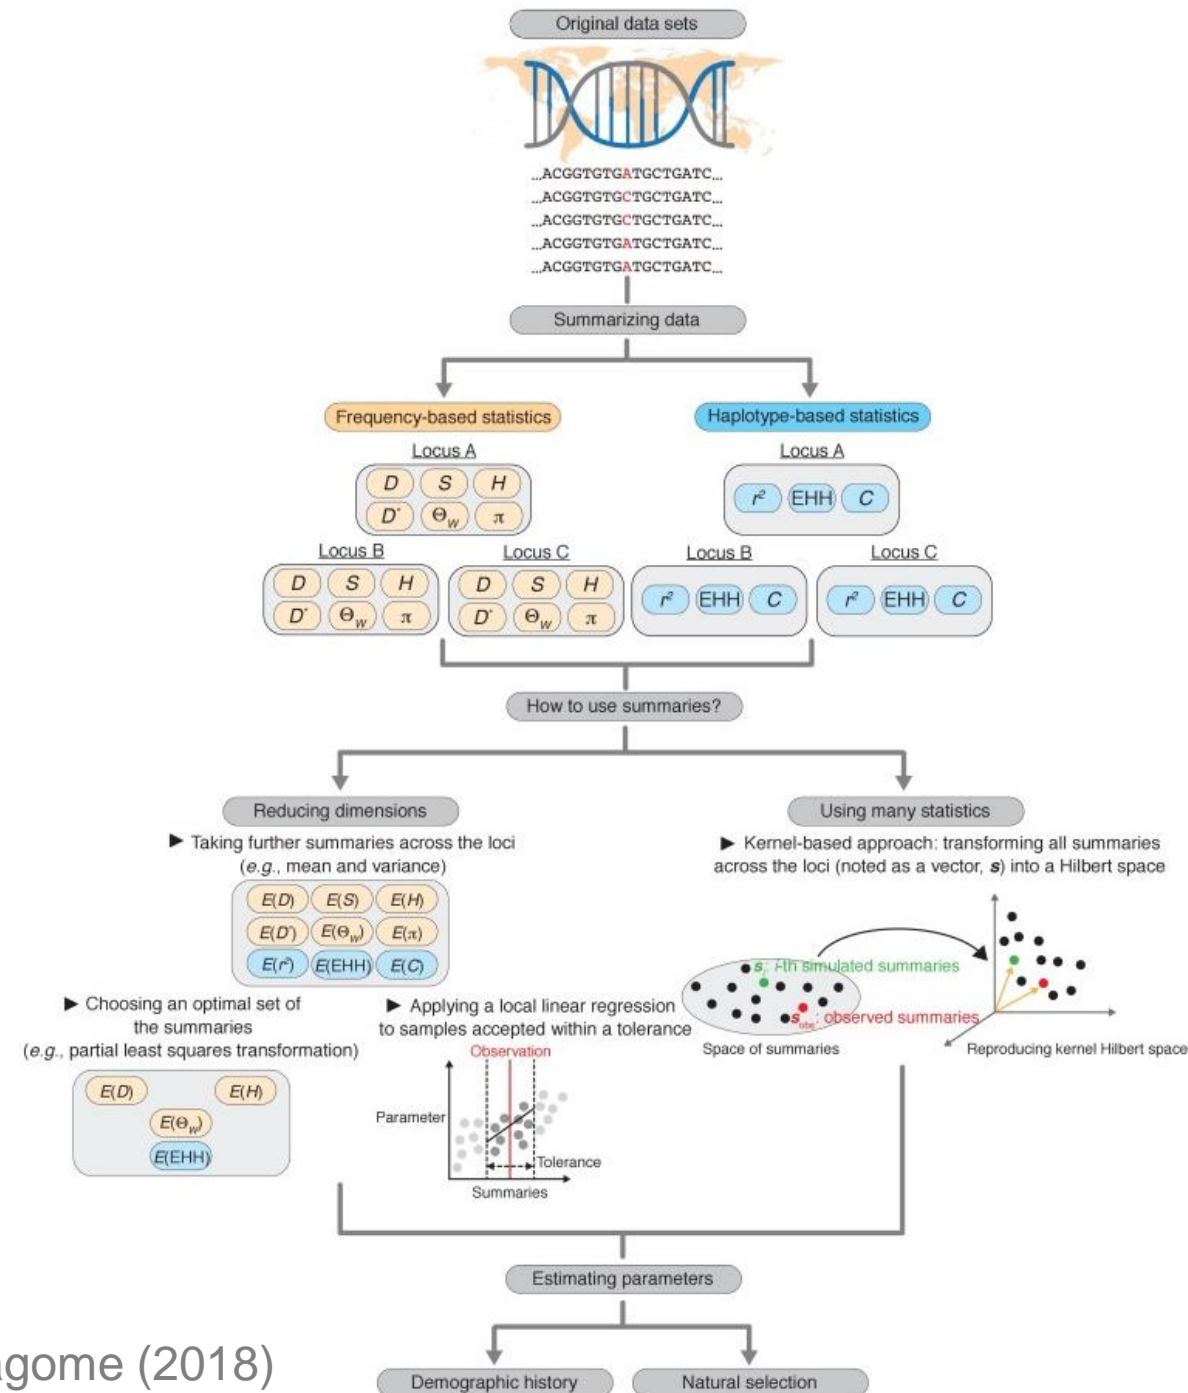 Original data sets
...ACGGTGTGATGCTGATC...
...ACGGTGTGCTGCTGATC...
...ACGGTGTGCTGCTGATC...
...ACGGTGTGATGCTGATC...
...ACGGTGTGATGCTGATC...
Summarizing data
Frequency-based statistics
Haplotype-based statistics
Locus A
D S H
D* Θw π
Locus B
D S H
D* Θw π
Locus C
D S H
D* Θw π
Locus A
r² EHH C
Locus B
r² EHH C
Locus C
r² EHH C
How to use summaries?
Reducing dimensions
► Taking further summaries across the loci
(e.g., mean and variance)
E(D) E(S) E(H)
E(D*) E(Θw) E(π)
E(r²) E(EHH) E(C)
► Choosing an optimal set of
the summaries
(e.g., partial least squares transformation)
E(D) E(H)
E(Θw)
E(EHH)
► Applying a local linear regression
to samples accepted within a tolerance
Observation
Parameter
Tolerance
Summaries
Using many statistics
► Kernel-based approach: transforming all summaries
across the loci (noted as a vector, s) into a Hilbert space
sᵢ: i-th simulated summaries
s_obs: observed summaries
Space of summaries
Reproducing kernel Hilbert space
Estimating parameters
Demographic history
Natural selection
(2018)